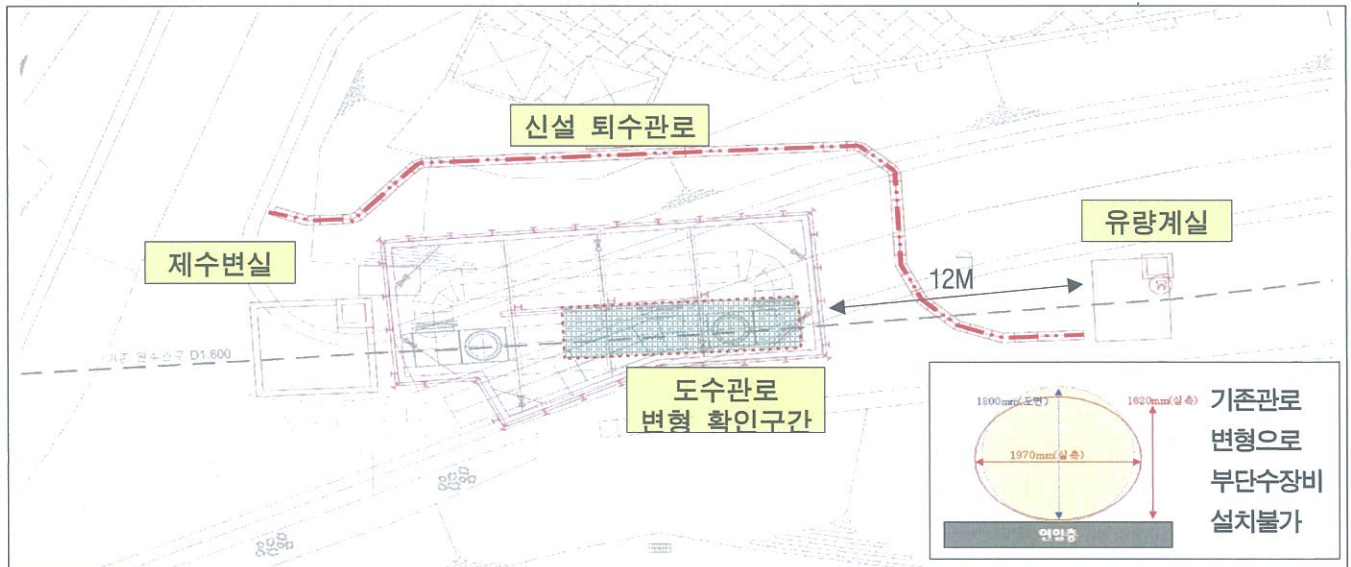 신설 퇴수관로
유량계실
제수변실
12M
D1,800
도수관로
변형 확인구간
1800mm(도면)
1620mm(실측)
1970mm(실측)
기존관로
변형으로
부단수장비
설치불가
연암층